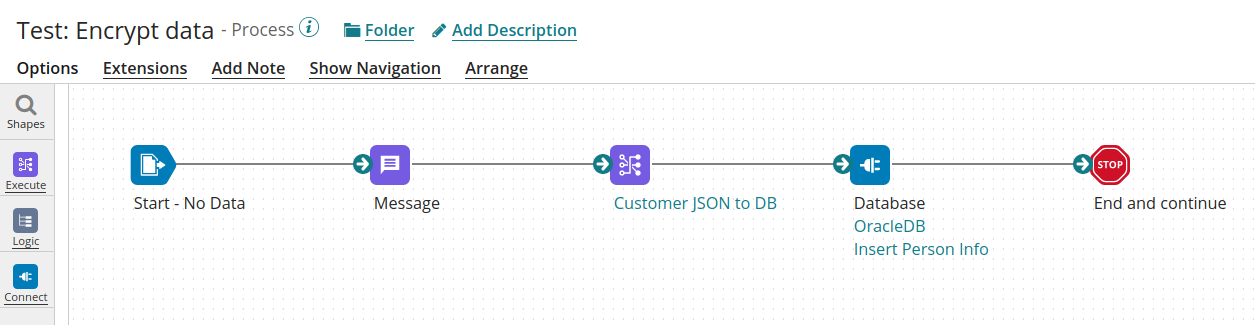 Test: Encrypt data - Process i Folder Add Description
Options Extensions Add Note Show Navigation Arrange
Shapes
Execute
Logic
Connect
Start - No Data
Message
Customer JSON to DB
Database
OracleDB
Insert Person Info
STOP
End and continue